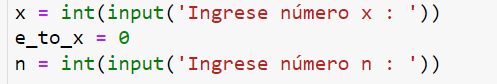 x = int(input('Ingrese número x : '))
e_to_x = 0
n = int(input('Ingrese número n : '))